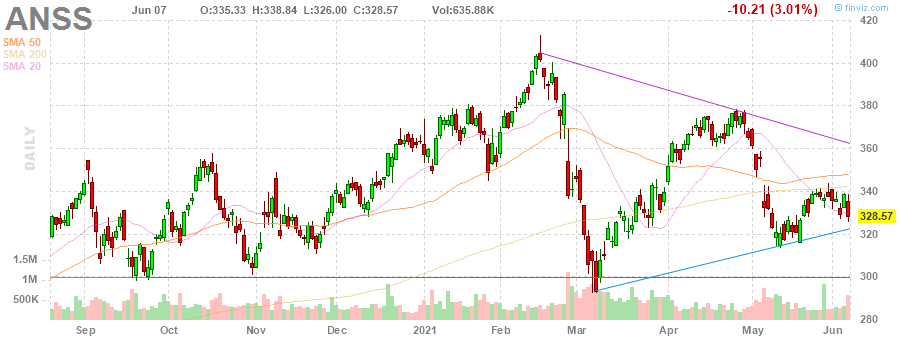 ANSS Jun 07 O:335.33 H:338.84 L:326.00 C:328.57 Vol:635.88K -10.21 (3.01%) finviz.com
SMA 50
SMA 200
SMA 20
DAILY
420
400
380
360
340
328.57
320
300
280
1.5M
1M
500K
Sep Oct Nov Dec 2021 Feb Mar Apr May Jun